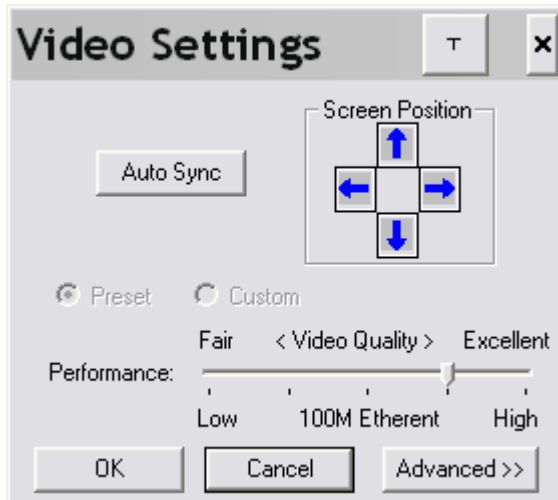 Video Settings
T
×
Screen Position
Auto Sync
Preset
Custom
Fair < Video Quality > Excellent
Performance:
Low 100M Etherent High
OK
Cancel
Advanced >>